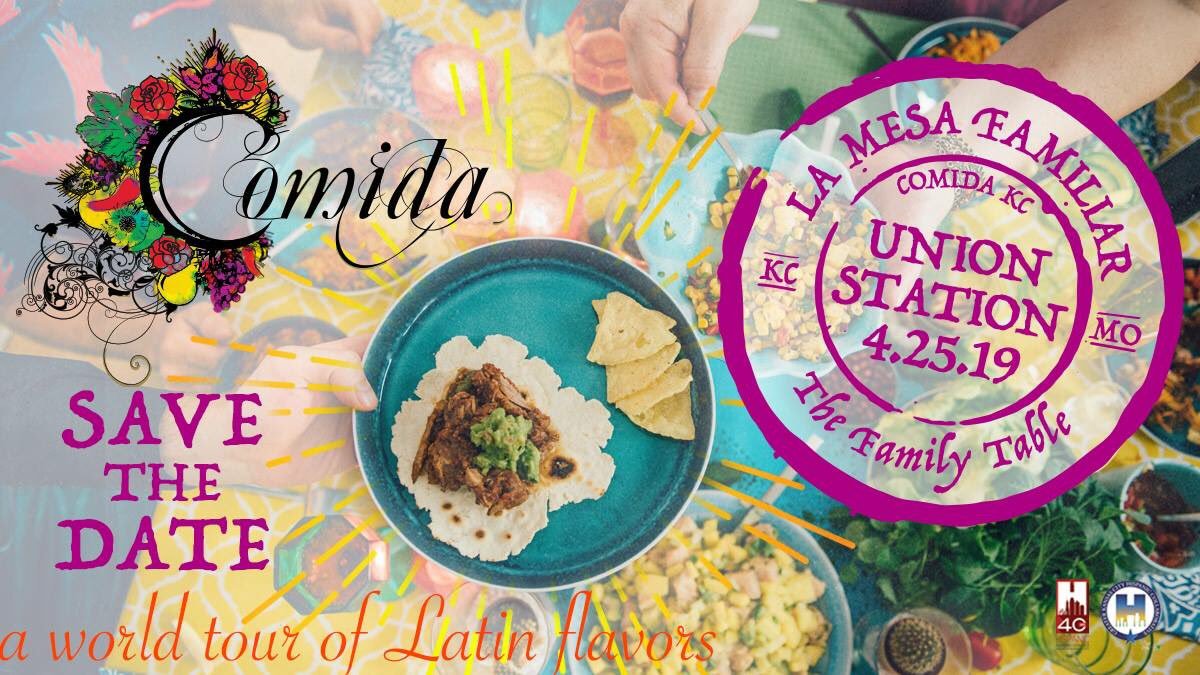 Comida
SAVE
THE
DATE
a world tour of Latin flavors
LA MESA FAMILIAR
COMIDA KC
KC
UNION
STATION
4.25.19
MO
The Family Table
H
4G
H